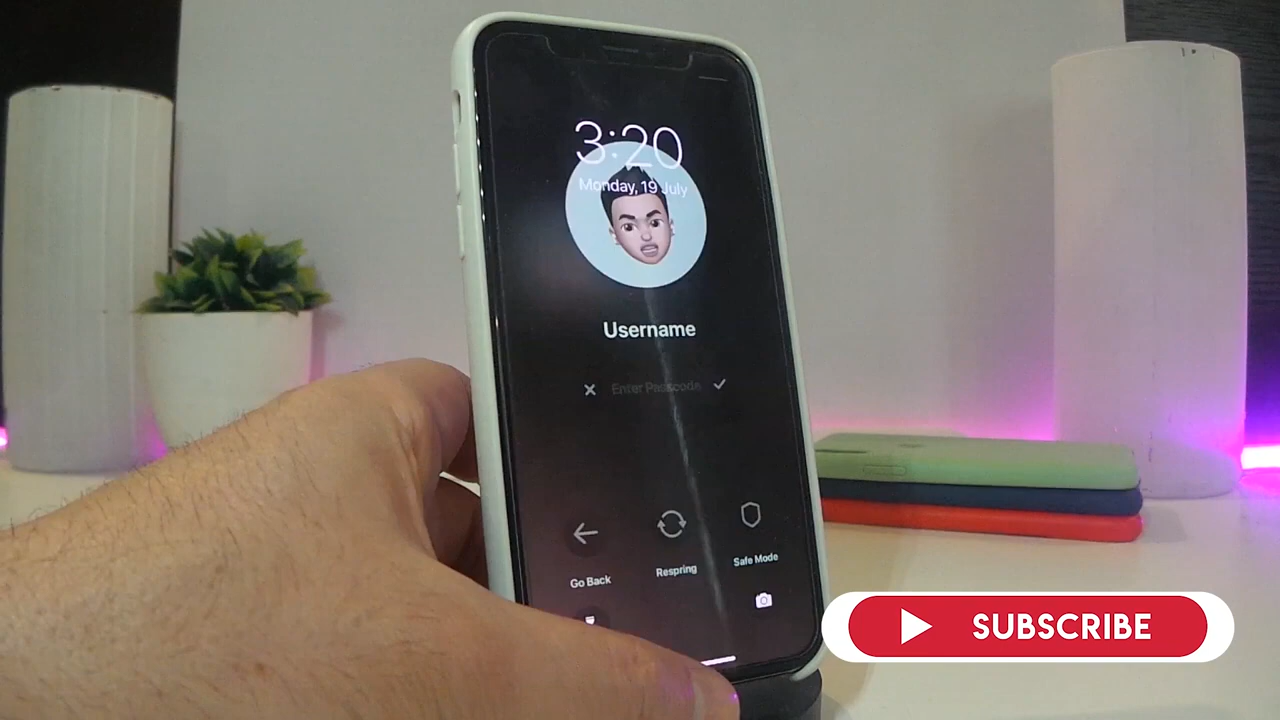 3:20
Monday, 19 July
Username
Enter Passcode
Go Back
Respring
Safe Mode
SUBSCRIBE